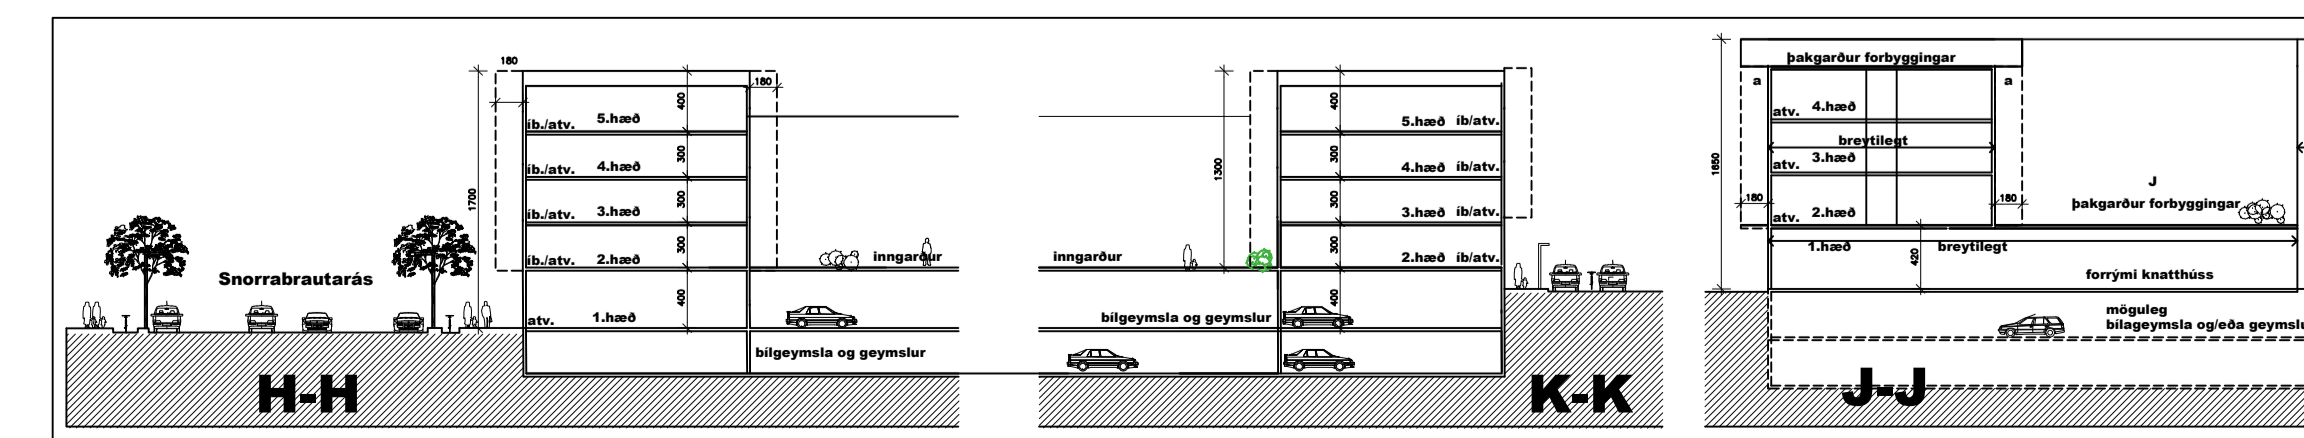 180
180
400
5.hæð
íb./atv.
4.hæð
íb./atv.
300
3.hæð
íb./atv.
300
2.hæð
íb./atv.
300
1700
inngarður
Snorrabrautarás
400
1.hæð
atv.
bílgeymsla og geymslur
H-H
400
5.hæð íb/atv.
300
4.hæð íb/atv.
1300
300
3.hæð íb/atv.
300
2.hæð íb/atv.
inngarður
400
bílgeymsla og geymslur
K-K
þakgarður forbyggingar
a
a
4.hæð
atv.
breytilegt
3.hæð
atv.
1650
180
180
2.hæð
atv.
J
þakgarður forbyggingar
1.hæð
breytilegt
420
forrými knatthúss
möguleg
bílageymsla og/eða geymslu
J-J